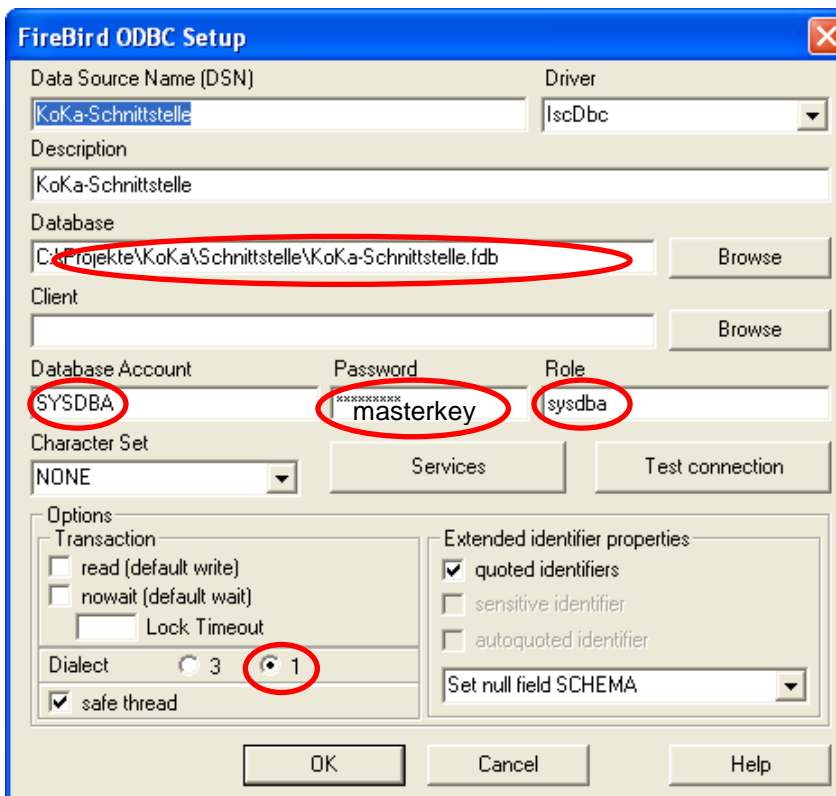 FireBird ODBC Setup
Data Source Name (DSN) Driver
KoKa-Schnittstelle IscDbc
Description
KoKa-Schnittstelle
Database
C:\Projekte\KoKa\Schnittstelle\KoKa-Schnittstelle.fdb Browse
Client
Browse
Database Account Password Role
SYSDBA ********* masterkey sysdba
Character Set
NONE Services Test connection
Options
Transaction Extended identifier properties
read (default write) quoted identifiers
nowait (default wait) sensitive identifier
Lock Timeout autoquoted identifier
Dialect 3 1
Set null field SCHEMA
safe thread
OK Cancel Help